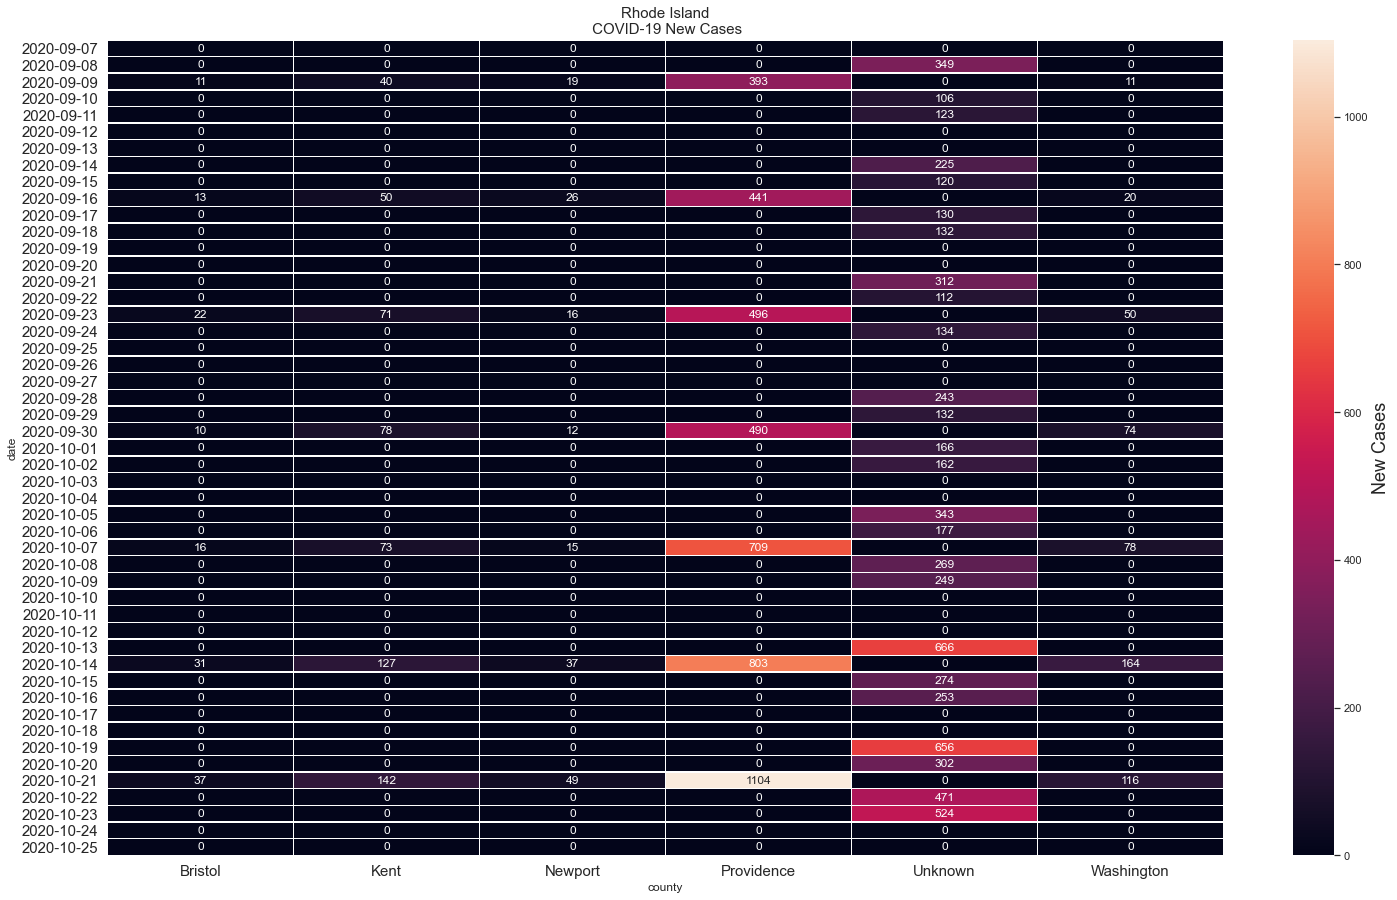 Rhode Island
COVID-19 New Cases
2020-09-07 0 0 0 0 0 0
2020-09-08 0 0 0 0 349 0
2020-09-09 11 40 19 393 0 11
2020-09-10 0 0 0 0 106 0
2020-09-11 0 0 0 0 123 0
2020-09-12 0 0 0 0 0 0
2020-09-13 0 0 0 0 0 0
2020-09-14 0 0 0 0 225 0
2020-09-15 0 0 0 0 120 0
2020-09-16 13 50 26 441 0 20
2020-09-17 0 0 0 0 130 0
2020-09-18 0 0 0 0 132 0
2020-09-19 0 0 0 0 0 0
2020-09-20 0 0 0 0 0 0
2020-09-21 0 0 0 0 312 0
2020-09-22 0 0 0 0 112 0
2020-09-23 22 71 16 496 0 50
2020-09-24 0 0 0 0 134 0
2020-09-25 0 0 0 0 0 0
2020-09-26 0 0 0 0 0 0
2020-09-27 0 0 0 0 0 0
2020-09-28 0 0 0 0 243 0
2020-09-29 0 0 0 0 132 0
2020-09-30 10 78 12 490 0 74
2020-10-01 0 0 0 0 166 0
2020-10-02 0 0 0 0 162 0
2020-10-03 0 0 0 0 0 0
2020-10-04 0 0 0 0 0 0
2020-10-05 0 0 0 0 343 0
2020-10-06 0 0 0 0 177 0
2020-10-07 16 73 15 709 0 78
2020-10-08 0 0 0 0 269 0
2020-10-09 0 0 0 0 249 0
2020-10-10 0 0 0 0 0 0
2020-10-11 0 0 0 0 0 0
2020-10-12 0 0 0 0 0 0
2020-10-13 0 0 0 0 666 0
2020-10-14 31 127 37 803 0 164
2020-10-15 0 0 0 0 274 0
2020-10-16 0 0 0 0 253 0
2020-10-17 0 0 0 0 0 0
2020-10-18 0 0 0 0 0 0
2020-10-19 0 0 0 0 656 0
2020-10-20 0 0 0 0 302 0
2020-10-21 37 142 49 1104 0 116
2020-10-22 0 0 0 0 471 0
2020-10-23 0 0 0 0 524 0
2020-10-24 0 0 0 0 0 0
2020-10-25 0 0 0 0 0 0
date
Bristol Kent Newport Providence Unknown Washington
county
1000
800
600
400
200
0
New Cases